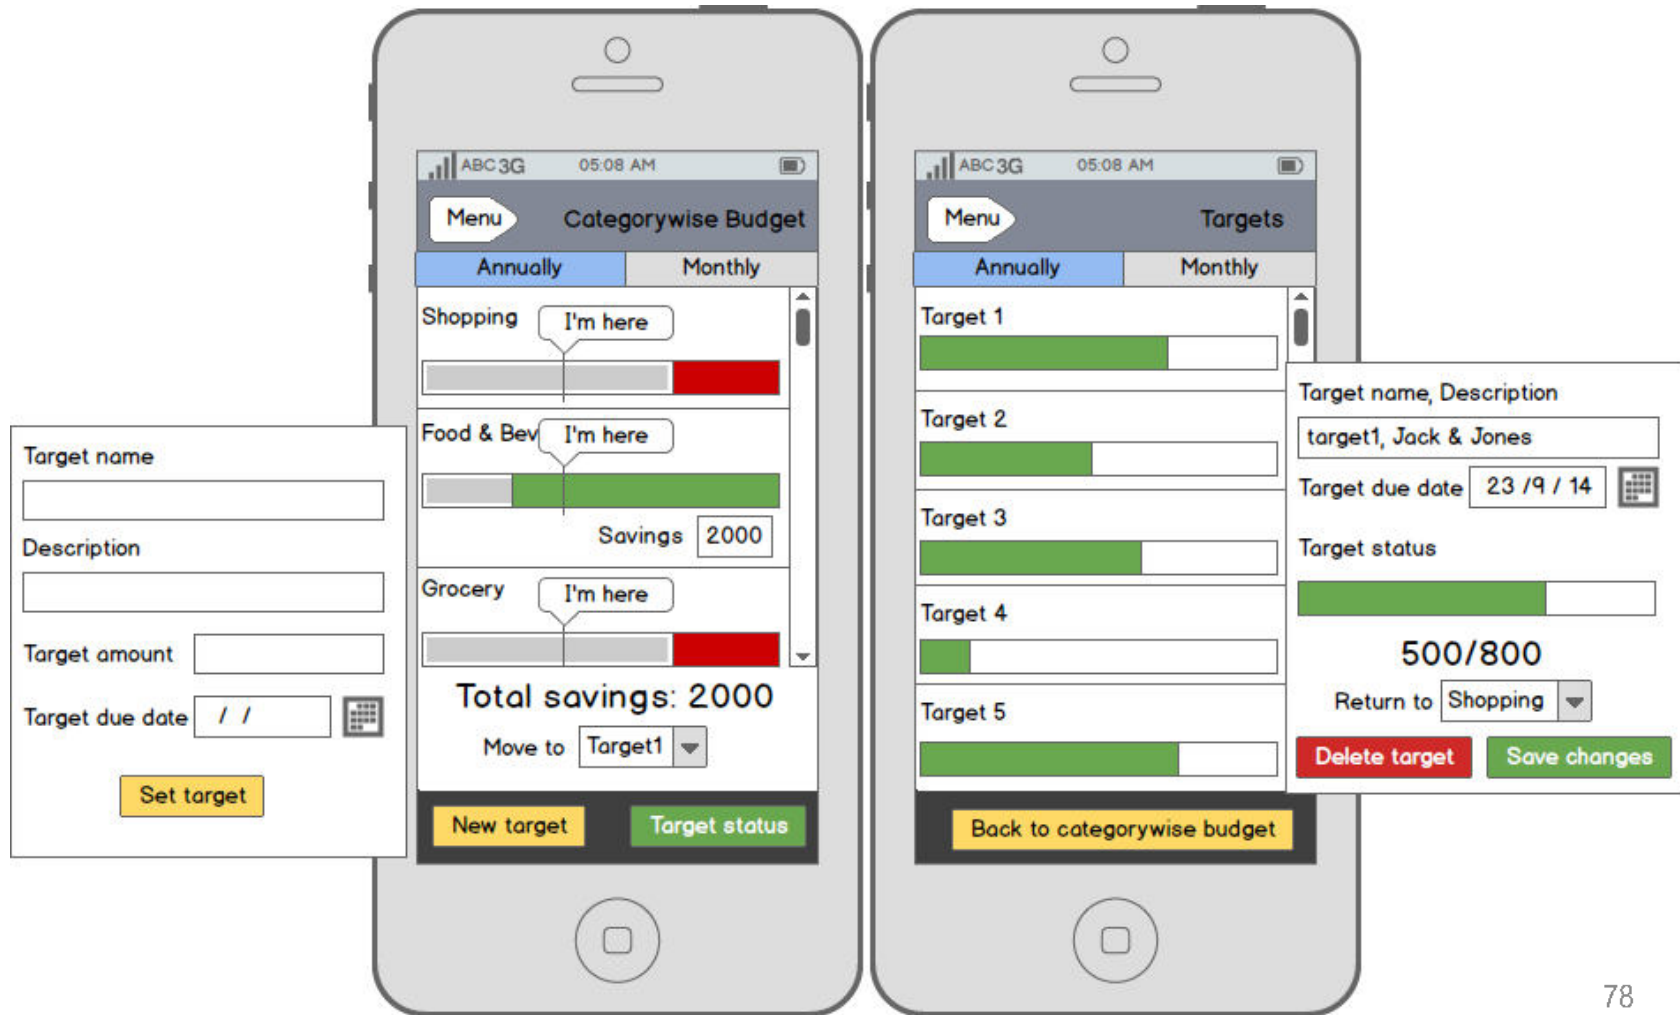 Target name
Description
Target amount
Target due date / /
Set target
ABC 3G 05:08 AM
Menu Categorywise Budget
Annually Monthly
Shopping I'm here
Food & Bev I'm here
Savings 2000
Grocery I'm here
Total savings: 2000
Move to Target1
New target Target status
ABC 3G 05:08 AM
Menu Targets
Annually Monthly
Target 1
Target 2
Target 3
Target 4
Target 5
Back to categorywise budget
Target name, Description
target1, Jack & Jones
Target due date 23 /9 / 14
Target status
500/800
Return to Shopping
Delete target Save changes
78